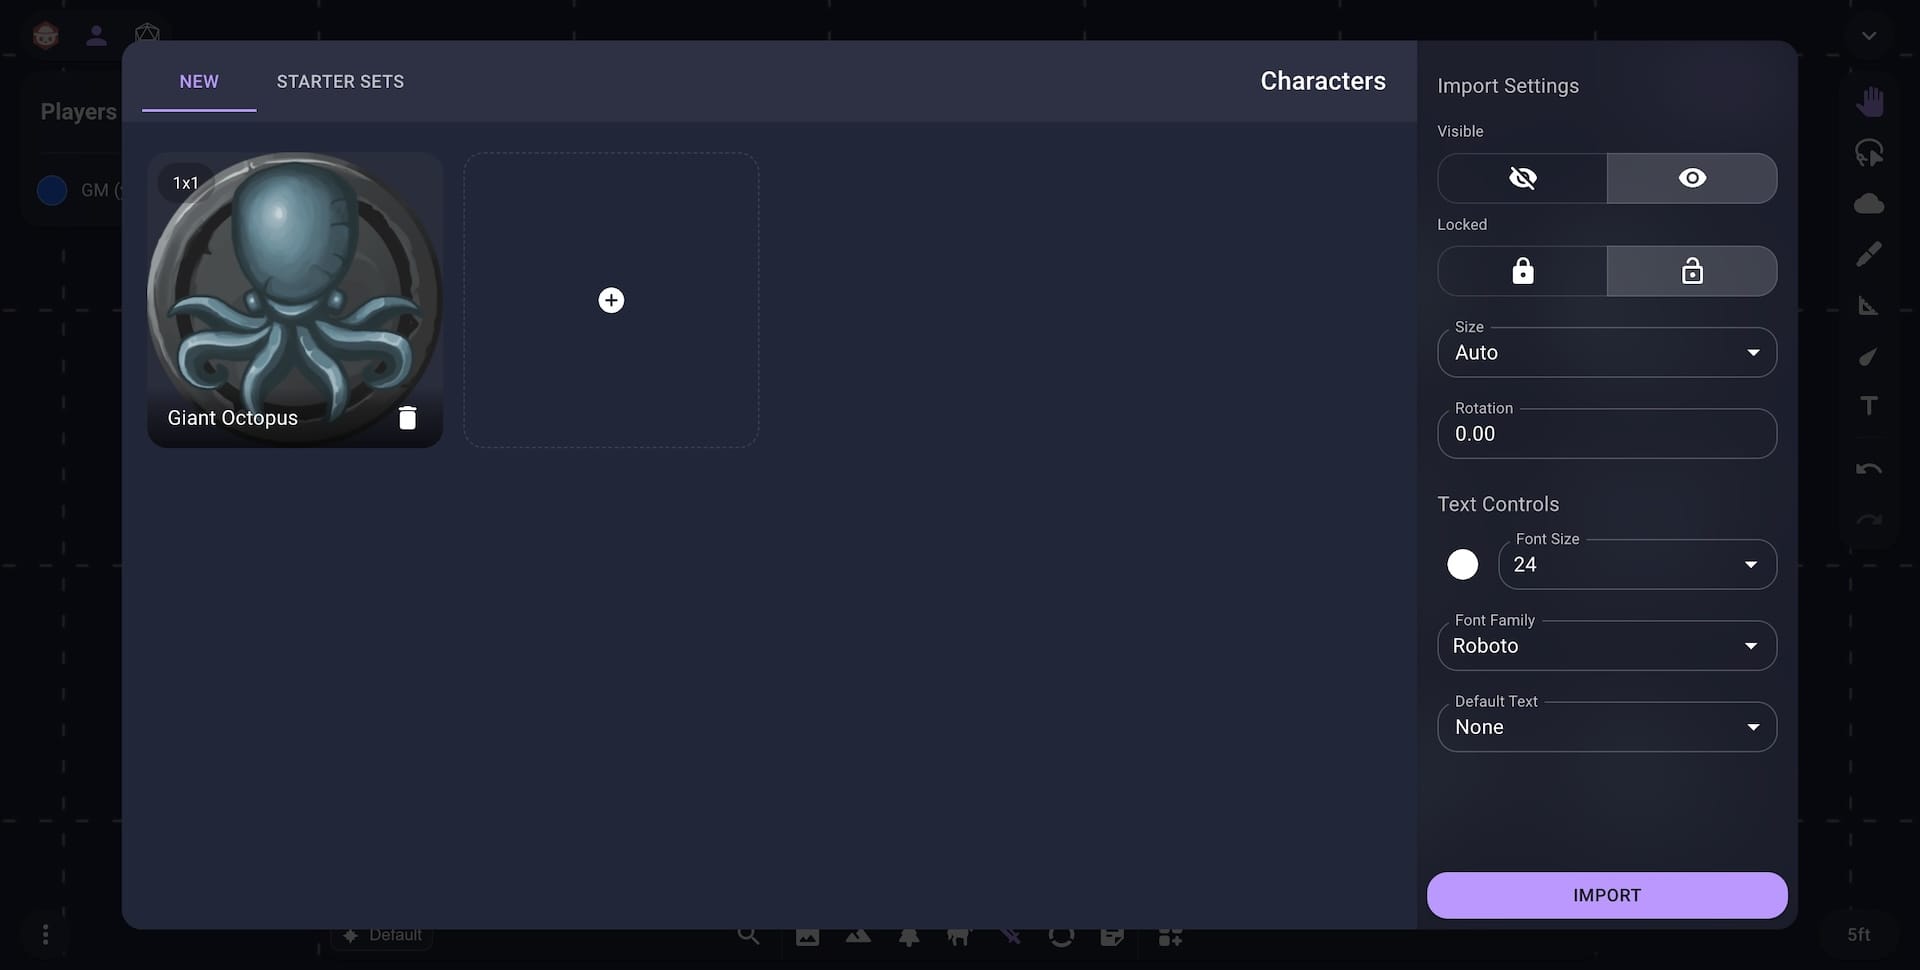 NEW
STARTER SETS
Characters
Players
GM (
1x1
Giant Octopus
Import Settings
Visible
Locked
Size
Auto
Rotation
0.00
Text Controls
Font Size
24
Font Family
Roboto
Default Text
None
IMPORT
Default
5ft